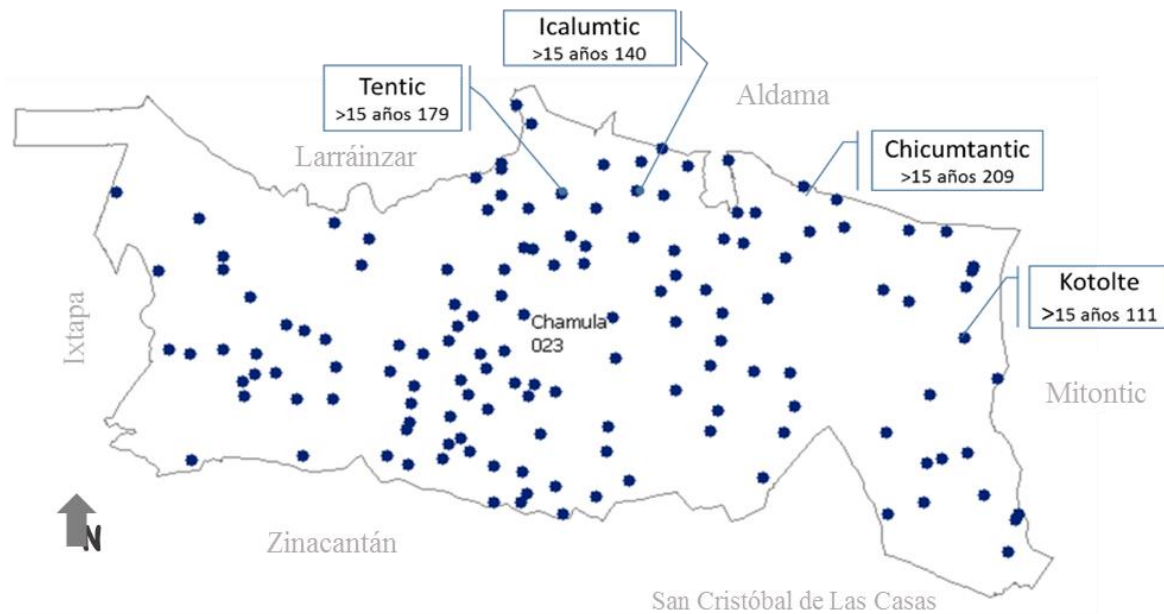 Icalumtic
>15 años 140
Tentic
>15 años 179
Aldama
Larráinzar
Chicumtantic
>15 años 209
Kotolte
>15 años 111
Chamula
023
Ixtapa
Mitontic
N
Zinacantán
San Cristóbal de Las Casas